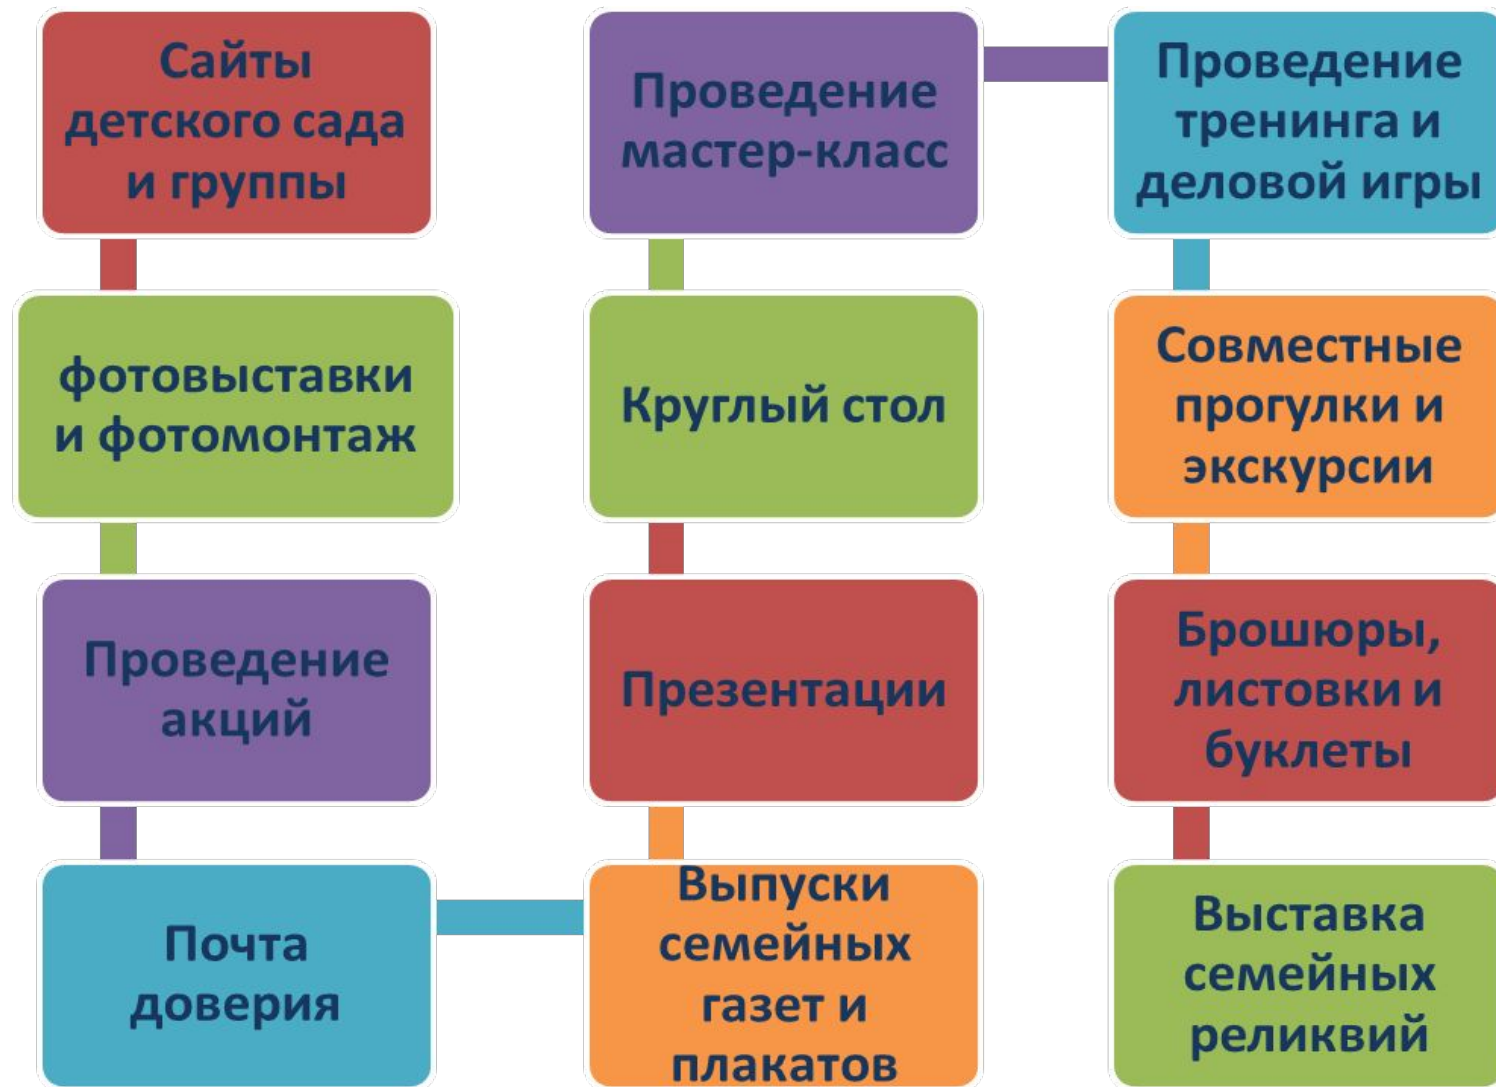 Сайты
детского сада
и группы
фотовыставки
и фотомонтаж
Проведение
акций
Почта
доверия
Выпуски
семейных
газет и
плакатов
Презентации
Круглый стол
Проведение
мастер-класс
Проведение
тренинга и
деловой игры
Совместные
прогулки и
экскурсии
Брошюры,
листовки и
буклеты
Выставка
семейных
реликвий